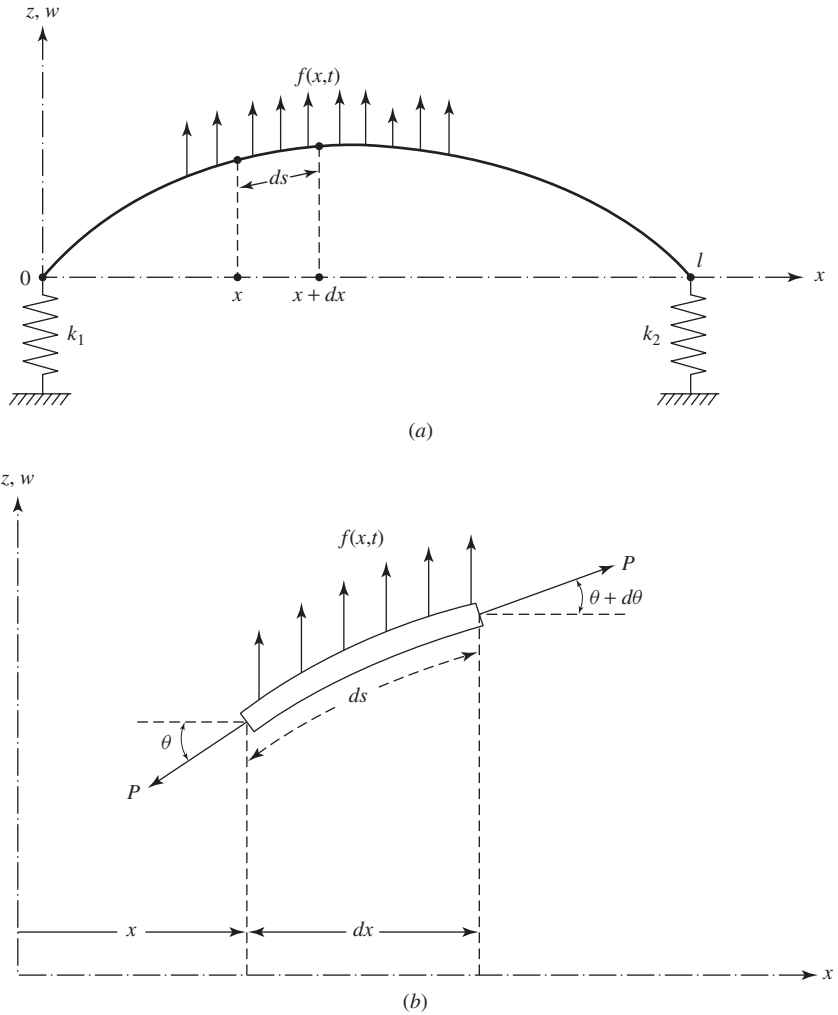 z, w
f(x,t)
ds
0
l
x
x
x + dx
k1
k2
(a)
z, w
f(x,t)
P
θ + dθ
ds
θ
P
x
dx
x
(b)